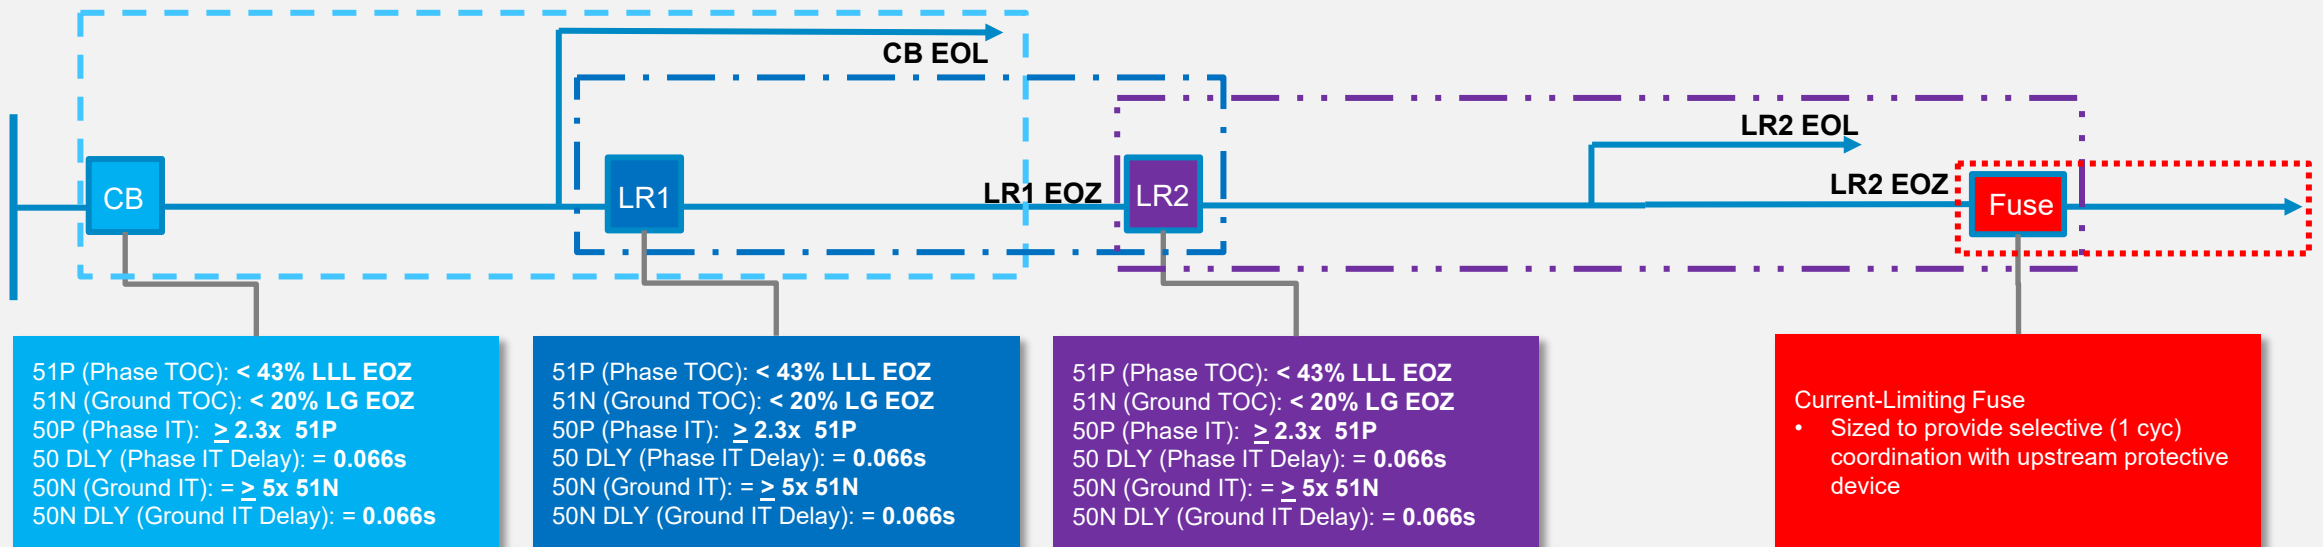 CB EOL
LR2 EOL
CB
LR1
LR1 EOZ
LR2
LR2 EOZ
Fuse
51P (Phase TOC): < 43% LLL EOZ
51N (Ground TOC): < 20% LG EOZ
50P (Phase IT): ≥ 2.3x 51P
50 DLY (Phase IT Delay): = 0.066s
50N (Ground IT): = ≥ 5x 51N
50N DLY (Ground IT Delay): = 0.066s
51P (Phase TOC): < 43% LLL EOZ
51N (Ground TOC): < 20% LG EOZ
50P (Phase IT): ≥ 2.3x 51P
50 DLY (Phase IT Delay): = 0.066s
50N (Ground IT): = ≥ 5x 51N
50N DLY (Ground IT Delay): = 0.066s
51P (Phase TOC): < 43% LLL EOZ
51N (Ground TOC): < 20% LG EOZ
50P (Phase IT): ≥ 2.3x 51P
50 DLY (Phase IT Delay): = 0.066s
50N (Ground IT): = ≥ 5x 51N
50N DLY (Ground IT Delay): = 0.066s
Current-Limiting Fuse
• Sized to provide selective (1 cyc)
coordination with upstream protective
device